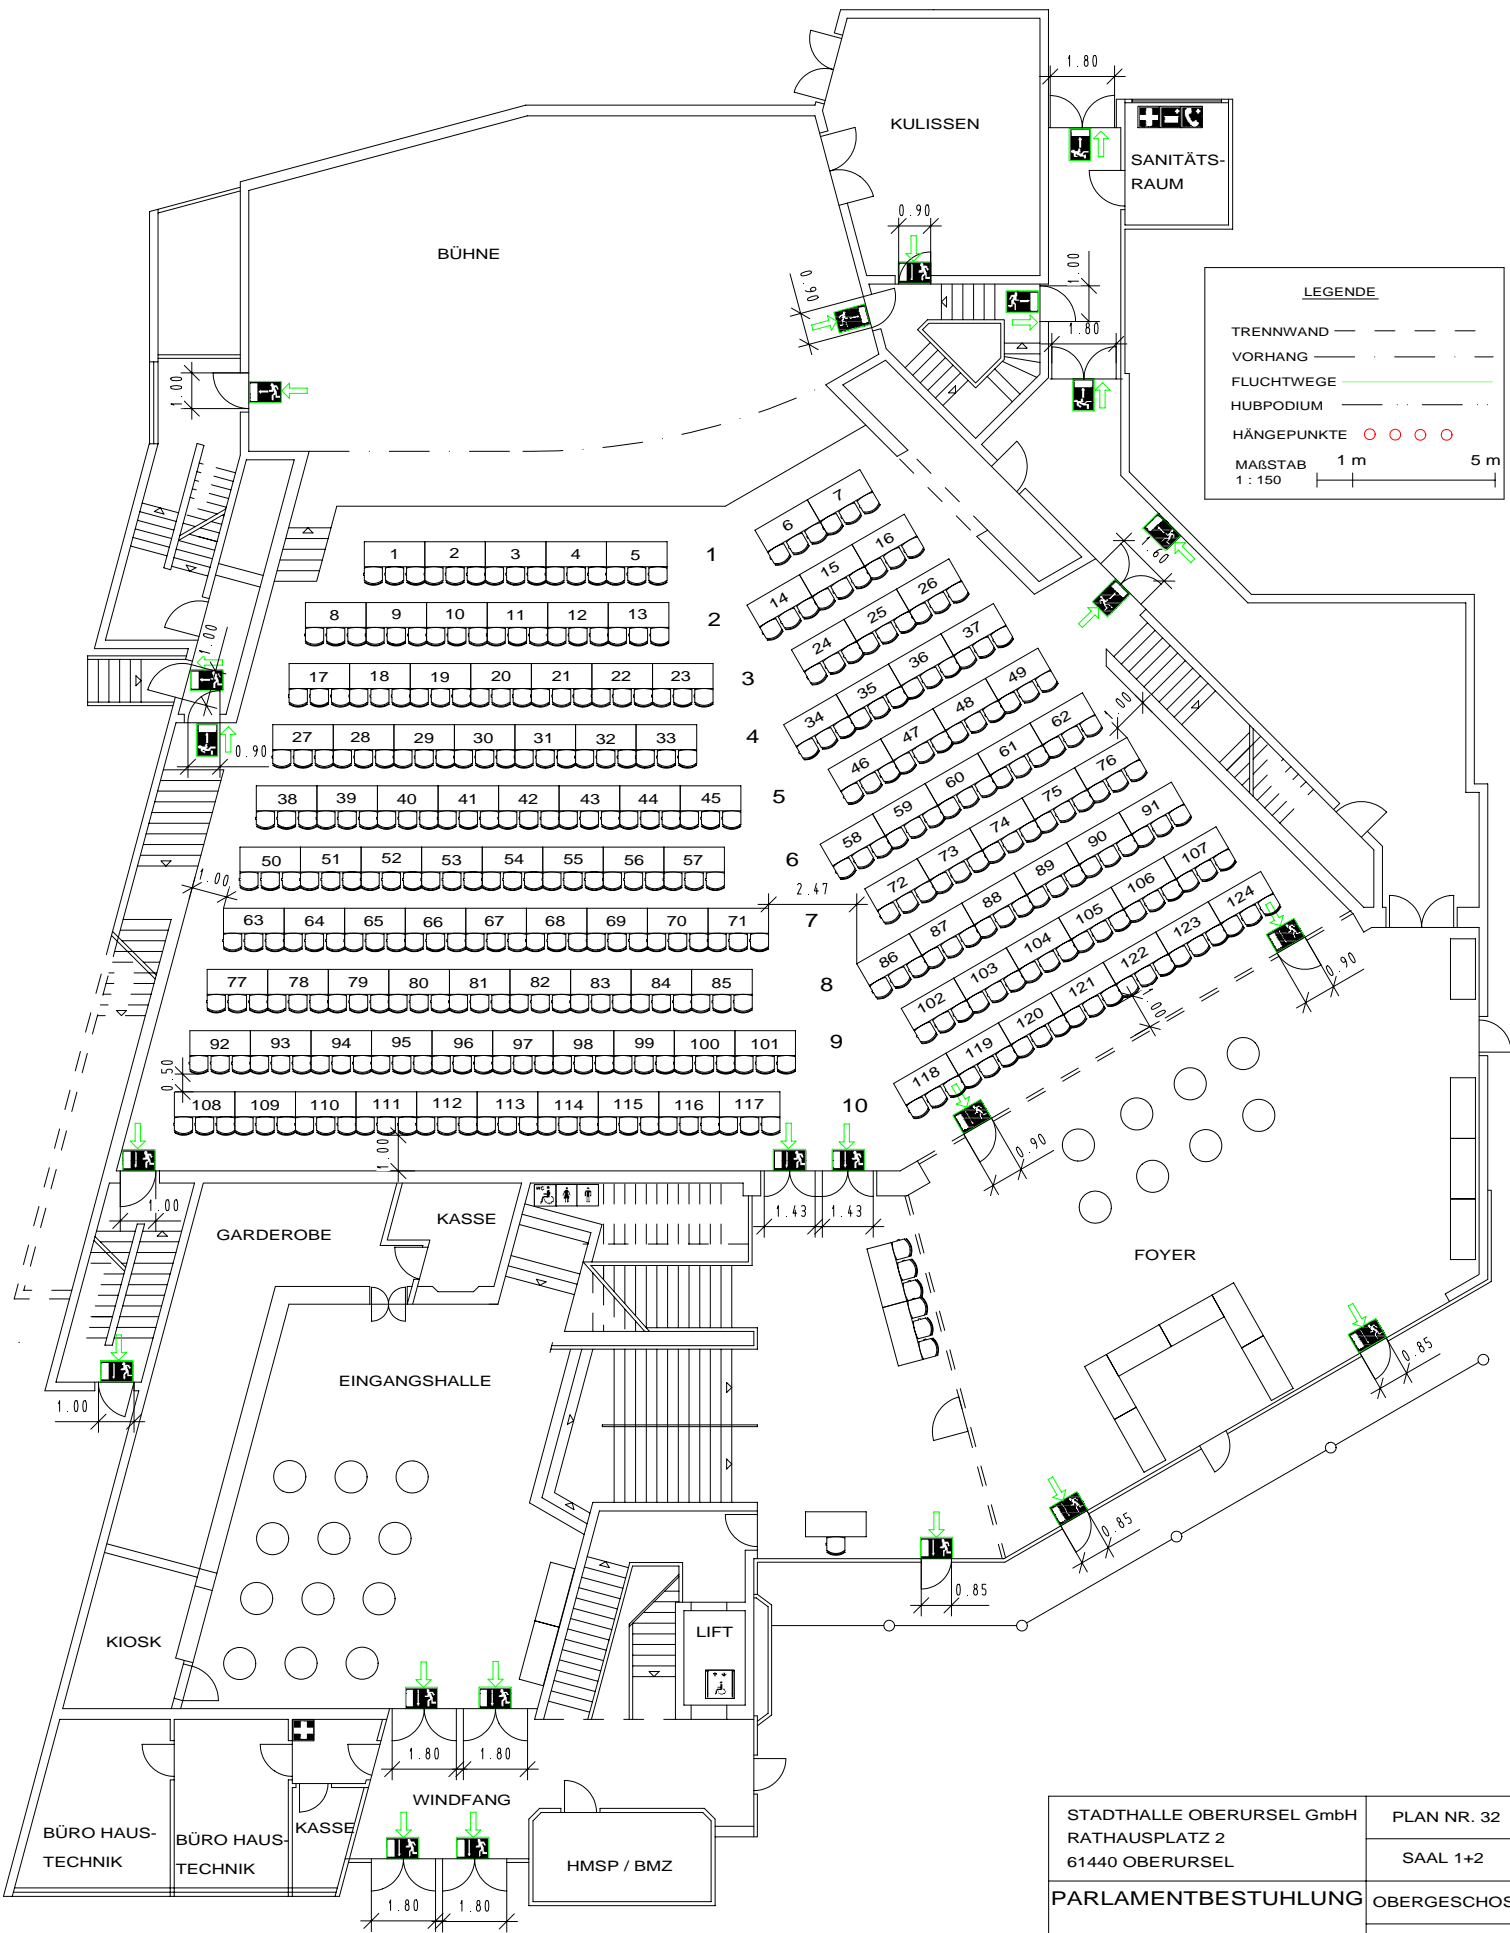 KULISSEN
1.80
SANITÄTS-
RAUM
0.90
BÜHNE
0.90
1.00
1.80
1.00
LEGENDE
TRENNWAND
VORHANG
FLUCHTWEGE
HUBPODIUM
HÄNGEPUNKTE
MAßSTAB
1 : 150
1 m
5 m
1.60
1 2 3 4 5 6 7 1
8 9 10 11 12 13 14 15 16 2
1.00
17 18 19 20 21 22 23 24 25 26 3
27 28 29 30 31 32 33 34 35 36 37 4
0.90
1.00
38 39 40 41 42 43 44 45 46 47 48 49 5
50 51 52 53 54 55 56 57 58 59 60 61 62 6
1.00
2.47
63 64 65 66 67 68 69 70 71 72 73 74 75 76 7
77 78 79 80 81 82 83 84 85 86 87 88 89 90 91 8
92 93 94 95 96 97 98 99 100 101 102 103 104 105 106 107 9
0.50
108 109 110 111 112 113 114 115 116 117 118 119 120 121 122 123 124 10
1.00
0.90
0.90
1.00
1.00
1.43
1.43
WC
GARDEROBE
KASSE
FOYER
EINGANGSHALLE
1.00
0.85
0.85
0.85
KIOSK
LIFT
1.80
1.80
WINDFANG
KASSE
BÜRO HAUS-
TECHNIK
BÜRO HAUS-
TECHNIK
HMSP / BMZ
1.80
1.80
STADTHALLE OBERURSEL GmbH
RATHAUSPLATZ 2
61440 OBERURSEL
PLAN NR. 32
SAAL 1+2
PARLAMENTBESTUHLUNG
OBERGESCHOS